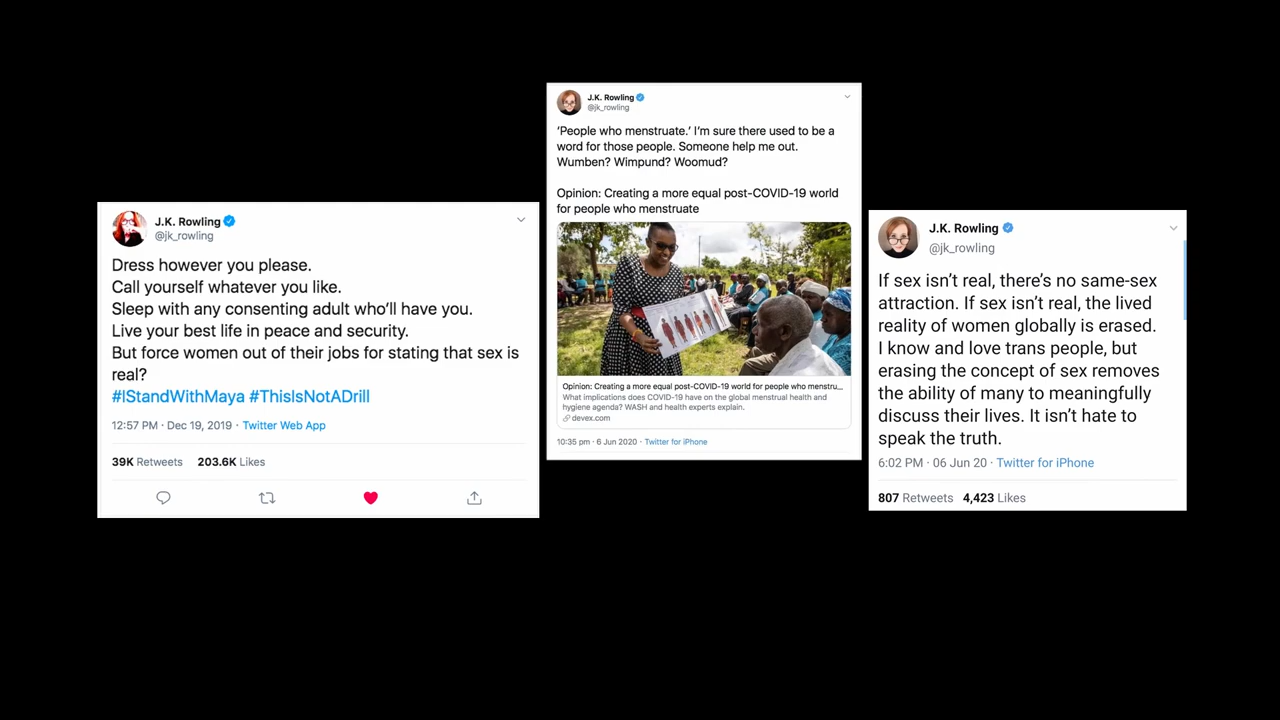 J.K. Rowling
@jk_rowling
Dress however you please.
Call yourself whatever you like.
Sleep with any consenting adult who'll have you.
Live your best life in peace and security.
But force women out of their jobs for stating that sex is
real?
#IStandWithMaya #ThisIsNotADrill
12:57 PM · Dec 19, 2019 · Twitter Web App
39K Retweets 203.6K Likes
J.K. Rowling
@jk_rowling
'People who menstruate.' I'm sure there used to be a
word for those people. Someone help me out.
Wumben? Wimpund? Woomud?
Opinion: Creating a more equal post-COVID-19 world
for people who menstruate
Opinion: Creating a more equal post-COVID-19 world for people who menstru...
What implications does COVID-19 have on the global menstrual health and
hygiene agenda? WASH and health experts explain.
devex.com
10:35 pm · 6 Jun 2020 · Twitter for iPhone
J.K. Rowling
@jk_rowling
If sex isn't real, there's no same-sex
attraction. If sex isn't real, the lived
reality of women globally is erased.
I know and love trans people, but
erasing the concept of sex removes
the ability of many to meaningfully
discuss their lives. It isn't hate to
speak the truth.
6:02 PM · 06 Jun 20 · Twitter for iPhone
807 Retweets 4,423 Likes